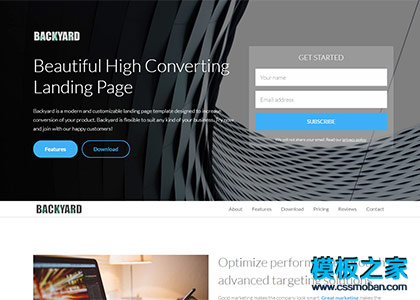 BACKYARD
Beautiful High Converting
Landing Page
Backyard is a modern and customizable landing page template designed to increase
conversion of your product. Backyard is flexible to suit any kind of your business. Try
and join with our happy customers!
Features
Download
GET STARTED
Your name
Email address
SUBSCRIBE
will not share your email. Read our privacy policy
BACKYARD
About
Features
Download
Pricing
Reviews
Contact
Optimize perform
advanced targeting
Good marketing makes the company look smart. Great marketing makes the
模板之家
www.cssmoban.com